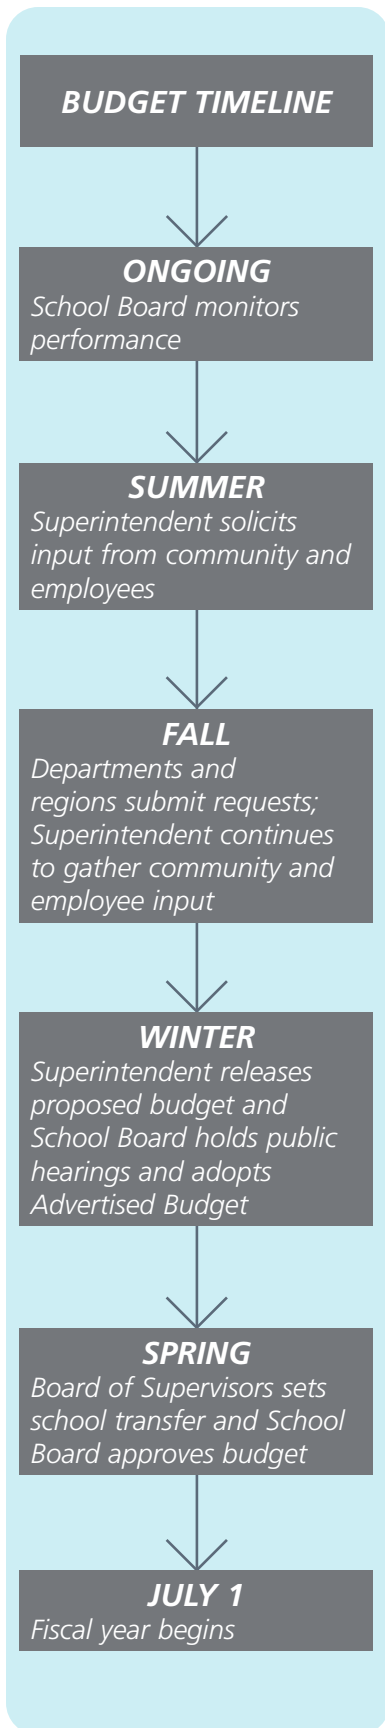 BUDGET TIMELINE
ONGOING
School Board monitors
performance
SUMMER
Superintendent solicits
input from community and
employees
FALL
Departments and
regions submit requests;
Superintendent continues
to gather community and
employee input
WINTER
Superintendent releases
proposed budget and
School Board holds public
hearings and adopts
Advertised Budget
SPRING
Board of Supervisors sets
school transfer and School
Board approves budget
JULY 1
Fiscal year begins